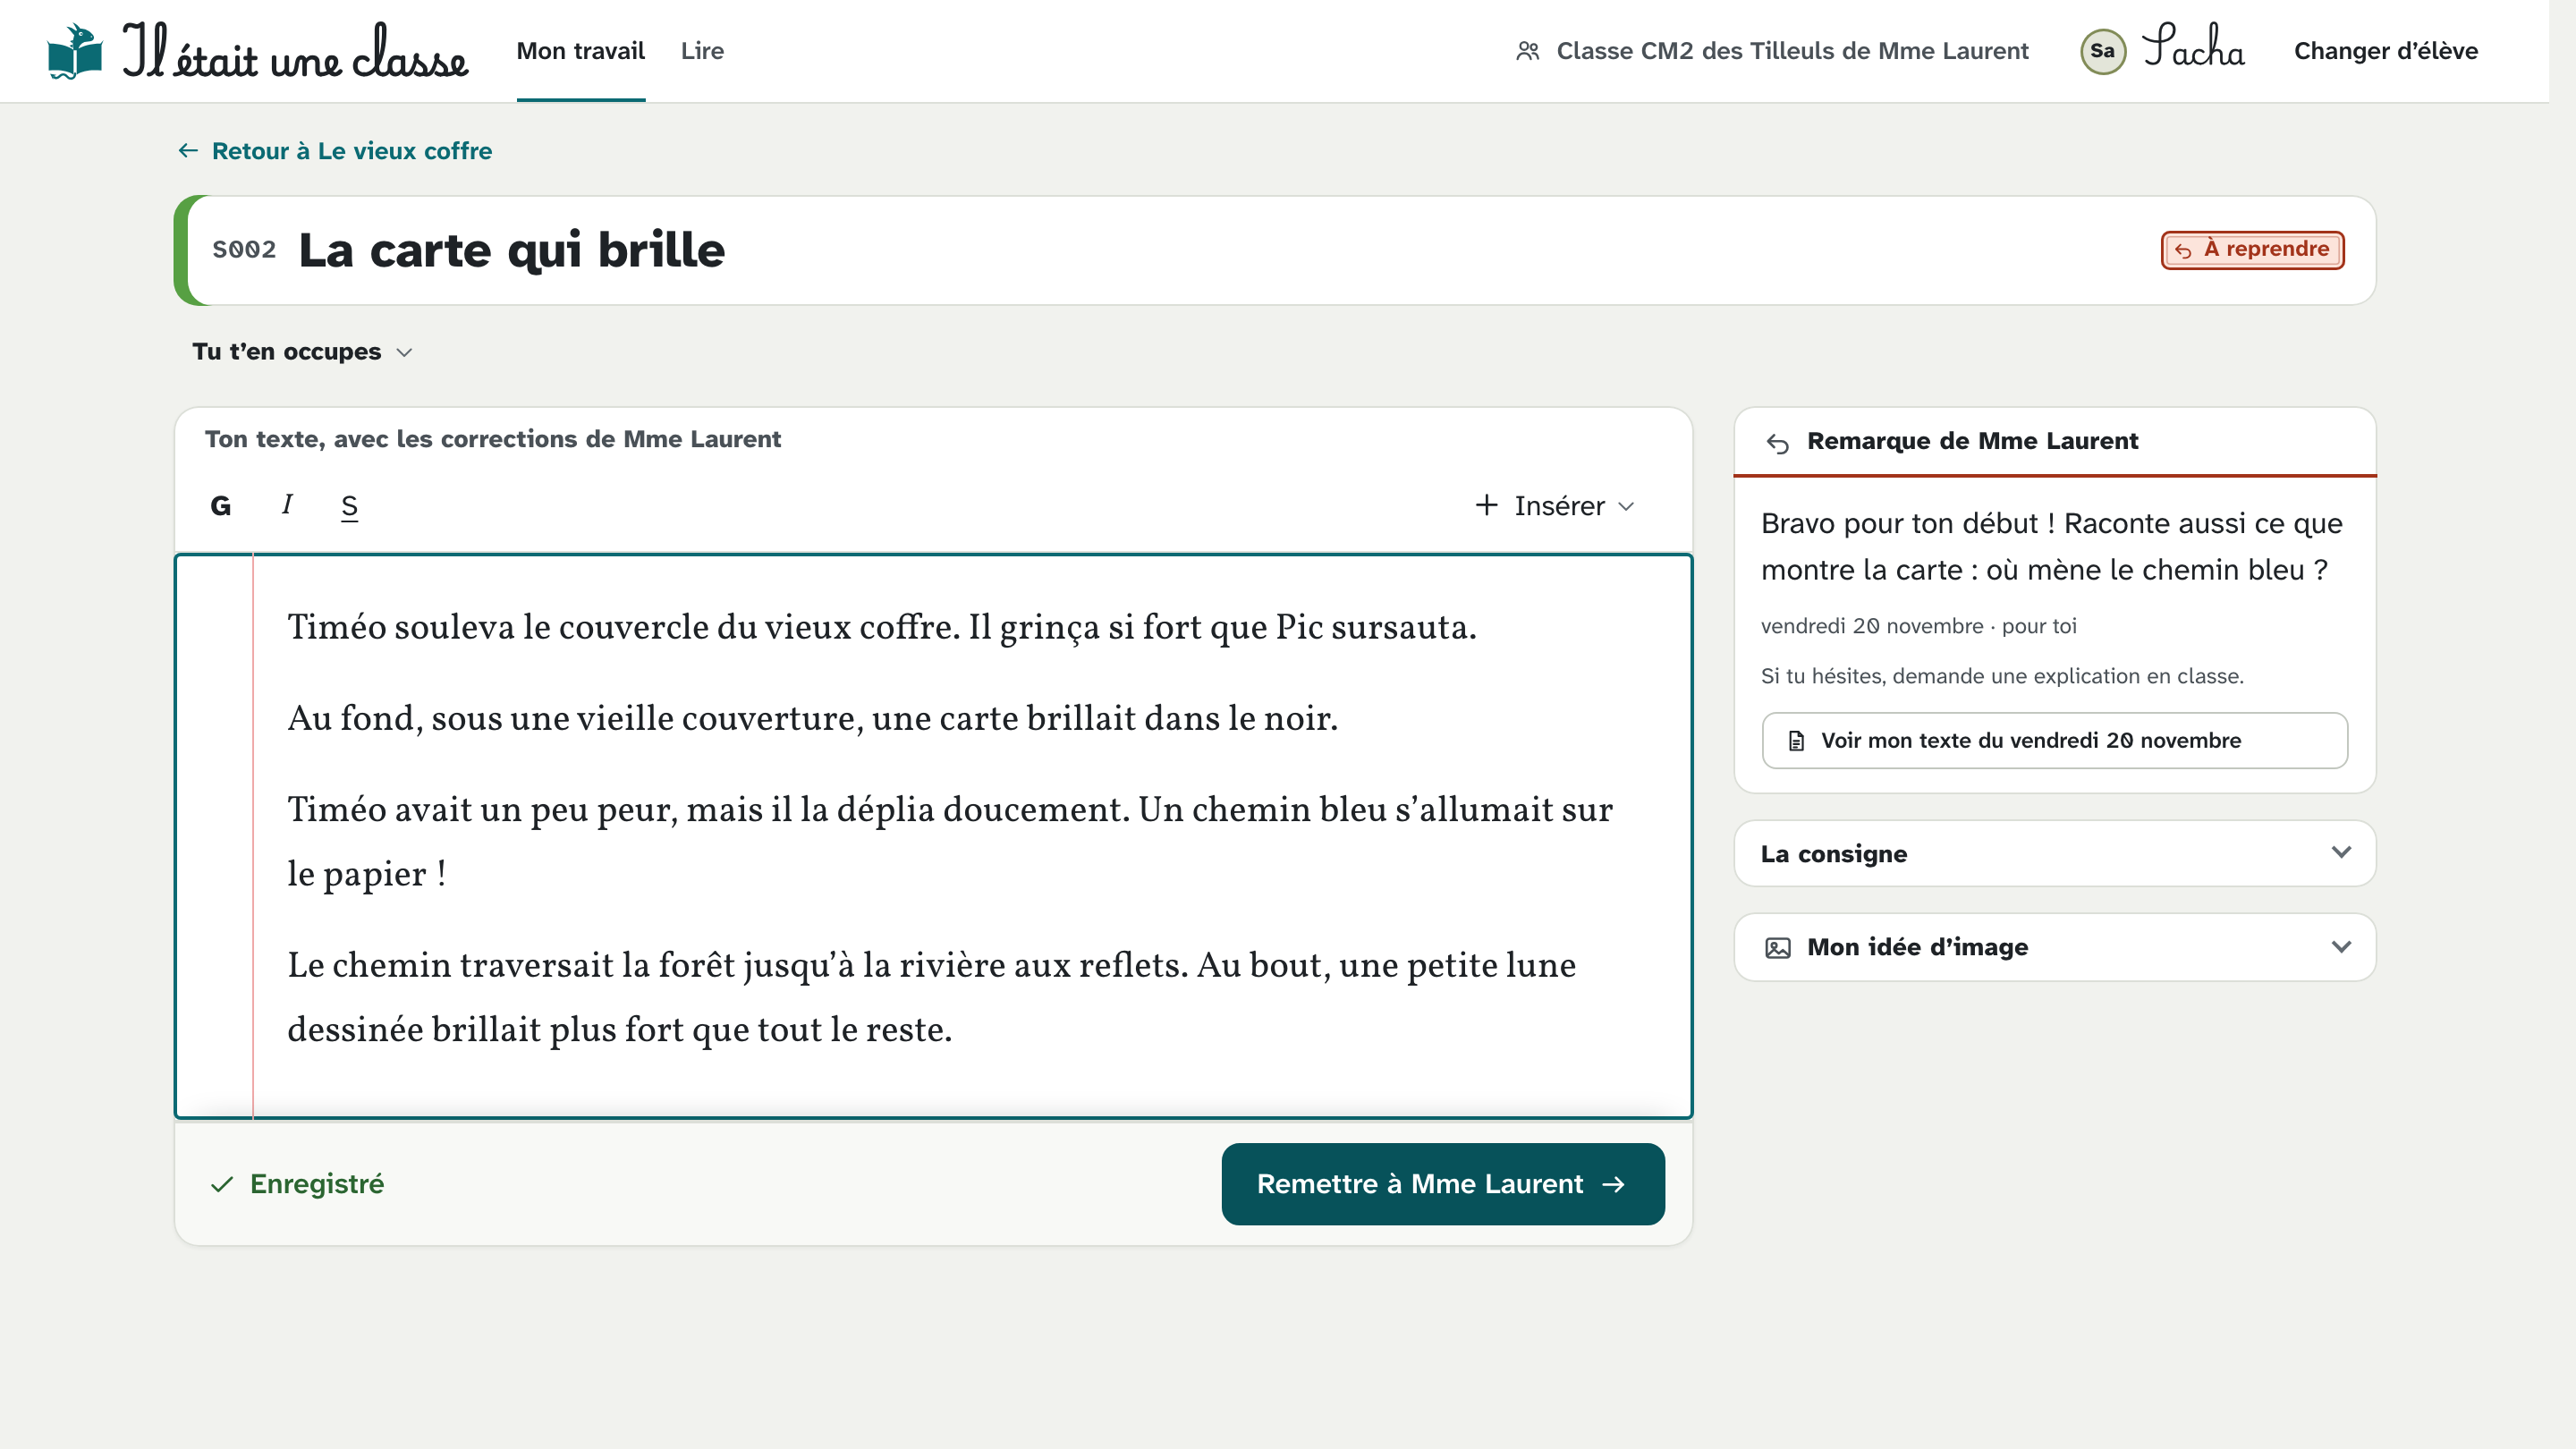 Il était une classe
Mon travail
Lire
Classe CM2 des Tilleuls de Mme Laurent
Sa
Sacha
Changer d’élève
← Retour à Le vieux coffre
S002
La carte qui brille
À reprendre
Tu t’en occupes
Ton texte, avec les corrections de Mme Laurent
G
I
S
+ Insérer
Timéo souleva le couvercle du vieux coffre. Il grinça si fort que Pic sursauta.
Au fond, sous une vieille couverture, une carte brillait dans le noir.
Timéo avait un peu peur, mais il la déplia doucement. Un chemin bleu s’allumait sur
le papier !
Le chemin traversait la forêt jusqu’à la rivière aux reflets. Au bout, une petite lune
dessinée brillait plus fort que tout le reste.
Enregistré
Remettre à Mme Laurent →
Remarque de Mme Laurent
Bravo pour ton début ! Raconte aussi ce que
montre la carte : où mène le chemin bleu ?
vendredi 20 novembre · pour toi
Si tu hésites, demande une explication en classe.
Voir mon texte du vendredi 20 novembre
La consigne
Mon idée d’image